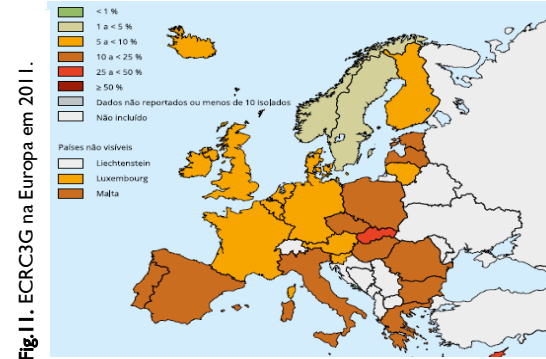 Fig.11. ECRC3G na Europa em 2011.
< 1 %
1 a < 5 %
5 a < 10 %
10 a < 25 %
25 a < 50 %
≥ 50 %
Dados não reportados ou menos de 10 isolados
Não incluído
Países não visíveis
Liechtenstein
Luxembourg
Malta